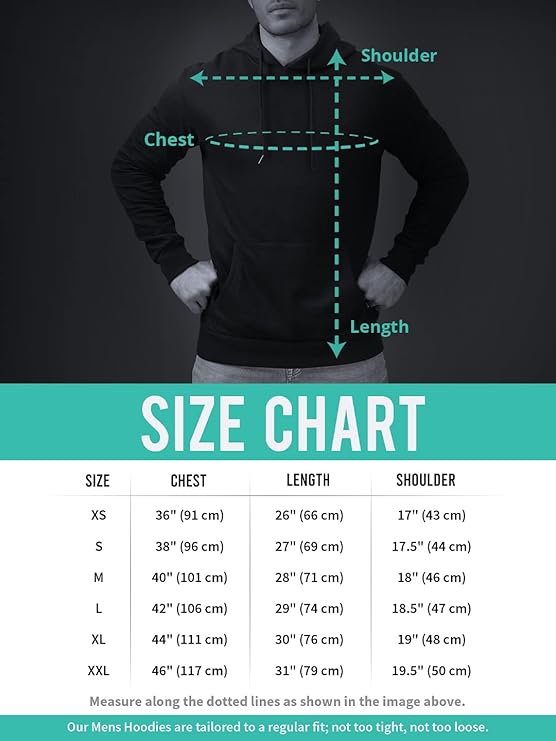 Shoulder
Chest
Length
SIZE CHART
SIZE CHEST LENGTH SHOULDER
XS 36" (91 cm) 26" (66 cm) 17" (43 cm)
S 38" (96 cm) 27" (69 cm) 17.5" (44 cm)
M 40" (101 cm) 28" (71 cm) 18" (46 cm)
L 42" (106 cm) 29" (74 cm) 18.5" (47 cm)
XL 44" (111 cm) 30" (76 cm) 19" (48 cm)
XXL 46" (117 cm) 31" (79 cm) 19.5" (50 cm)
Measure along the dotted lines as shown in the image above.
Our Mens Hoodies are tailored to a regular fit; not too tight, not too loose.